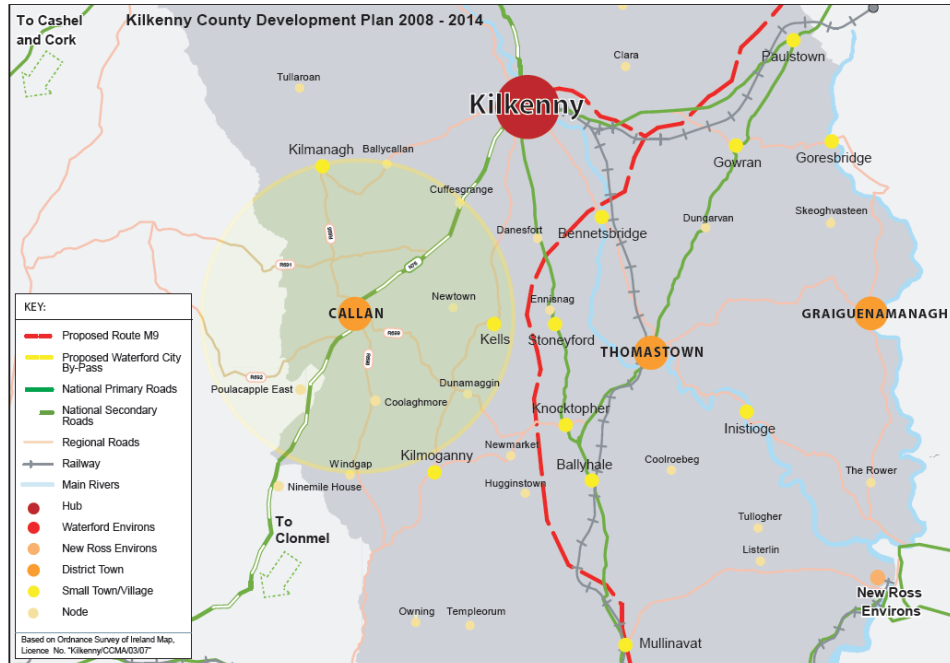 To Cashel
and Cork
Kilkenny County Development Plan 2008 - 2014
Clara
Paulstown
Tullaroan
Kilkenny
Kilmanagh
Ballycallan
Gowran
Goresbridge
Cuffesgrange
R695
Danesfort
Bennetsbridge
Dungarvan
Skeoghvasteen
R691
N76
Newtown
Ennisnag
CALLAN
Kells
Stoneyford
GRAIGUENAMANAGH
R699
THOMASTOWN
R698
R692
Poulacapple East
Dunamaggin
Coolaghmore
Knocktopher
Inistioge
Newmarket
Windgap
Kilmoganny
Ballyhale
Coolroebeg
The Rower
Ninemile House
Hugginstown
To
Clonmel
Tullogher
Listerlin
New Ross
Environs
Owning
Templeorum
Mullinavat
KEY:
Proposed Route M9
Proposed Waterford City
By-Pass
National Primary Roads
National Secondary
Roads
Regional Roads
Railway
Main Rivers
Hub
Waterford Environs
New Ross Environs
District Town
Small Town/Village
Node
Based on Ordnance Survey of Ireland Map,
Licence No. "Kilkenny/CCMA/03/07"